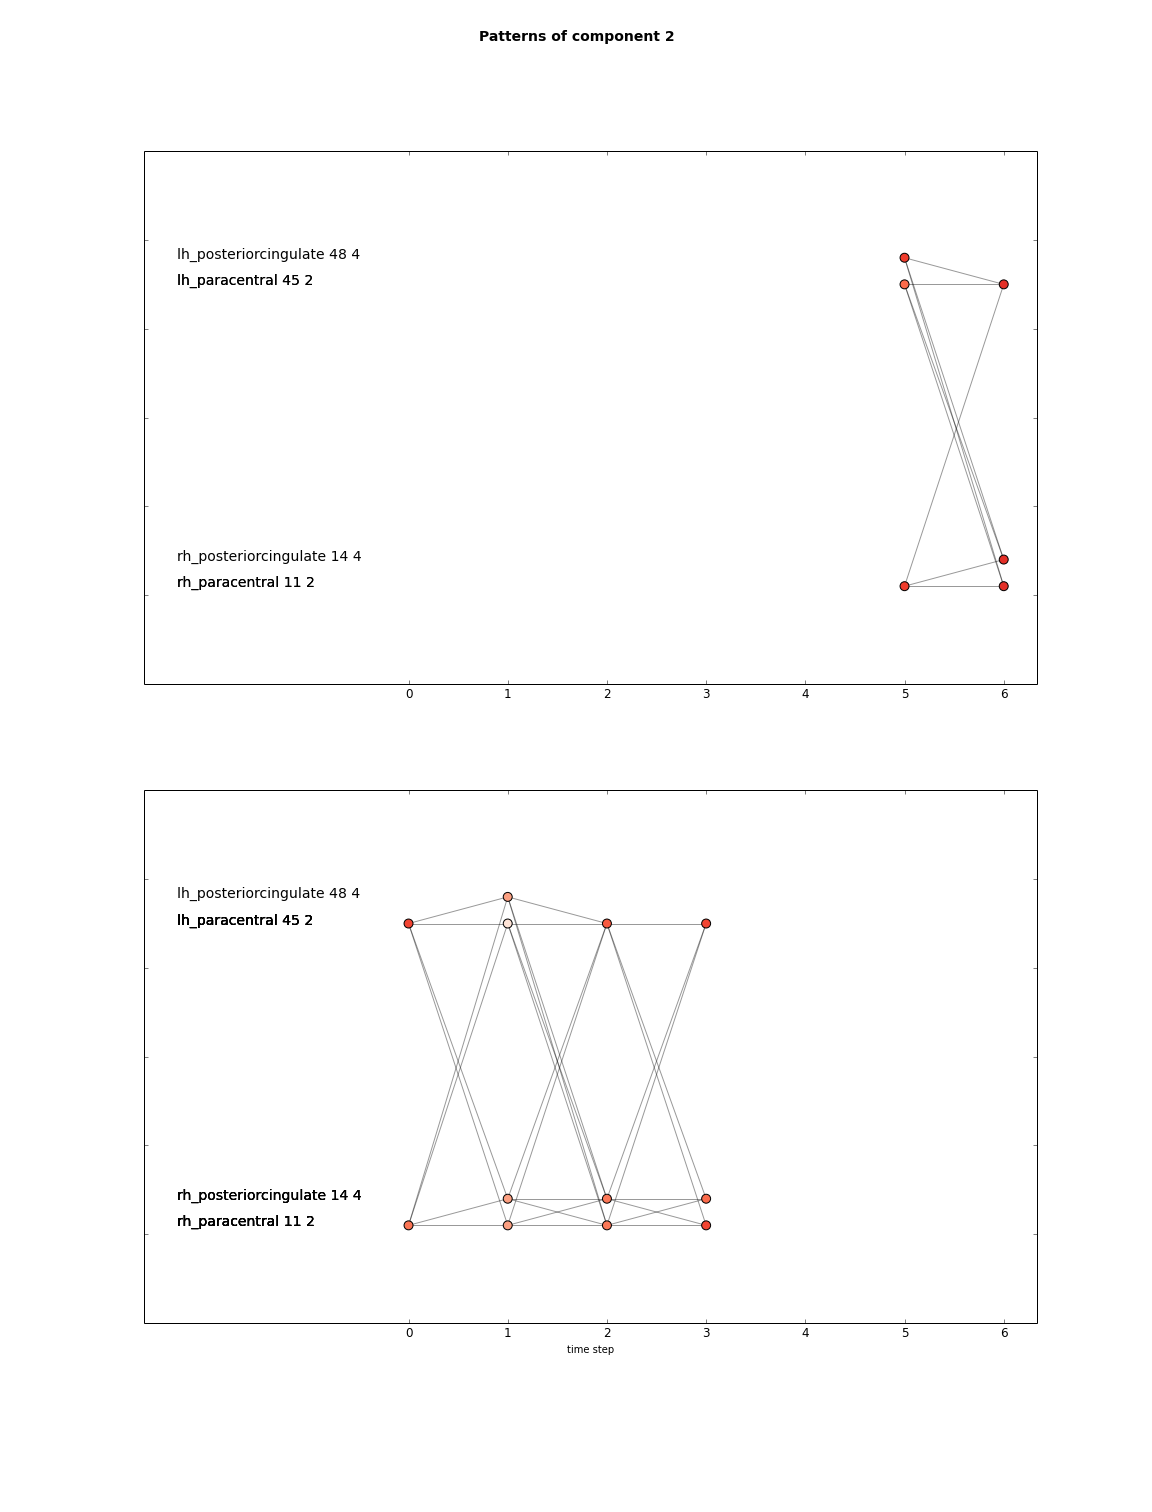 Patterns of component 2
lh_posteriorcingulate 48 4
lh_paracentral 45 2
rh_posteriorcingulate 14 4
rh_paracentral 11 2
0 1 2 3 4 5 6
lh_posteriorcingulate 48 4
lh_paracentral 45 2
rh_posteriorcingulate 14 4
rh_paracentral 11 2
0 1 2 3 4 5 6
time step